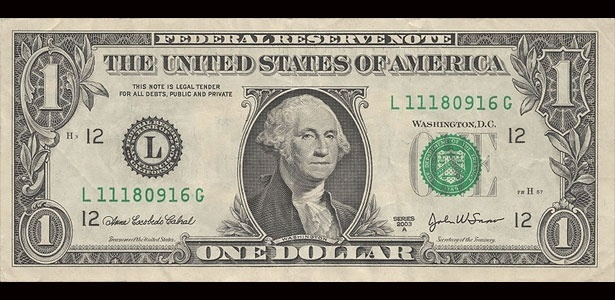 FEDERAL RESERVE NOTE
THE UNITED STATES OF AMERICA
1
1
THIS NOTE IS LEGAL TENDER
FOR ALL DEBTS, PUBLIC AND PRIVATE
L 11180916 G
WASHINGTON, D.C.
H 3 12
12
L
ONE
L 11180916 G
FW H 57
12
Anna Escobedo Cabral
Treasurer of the United States.
SERIES
2003
A
John W. Snow
Secretary of the Treasury.
12
WASHINGTON
1
ONE DOLLAR
1